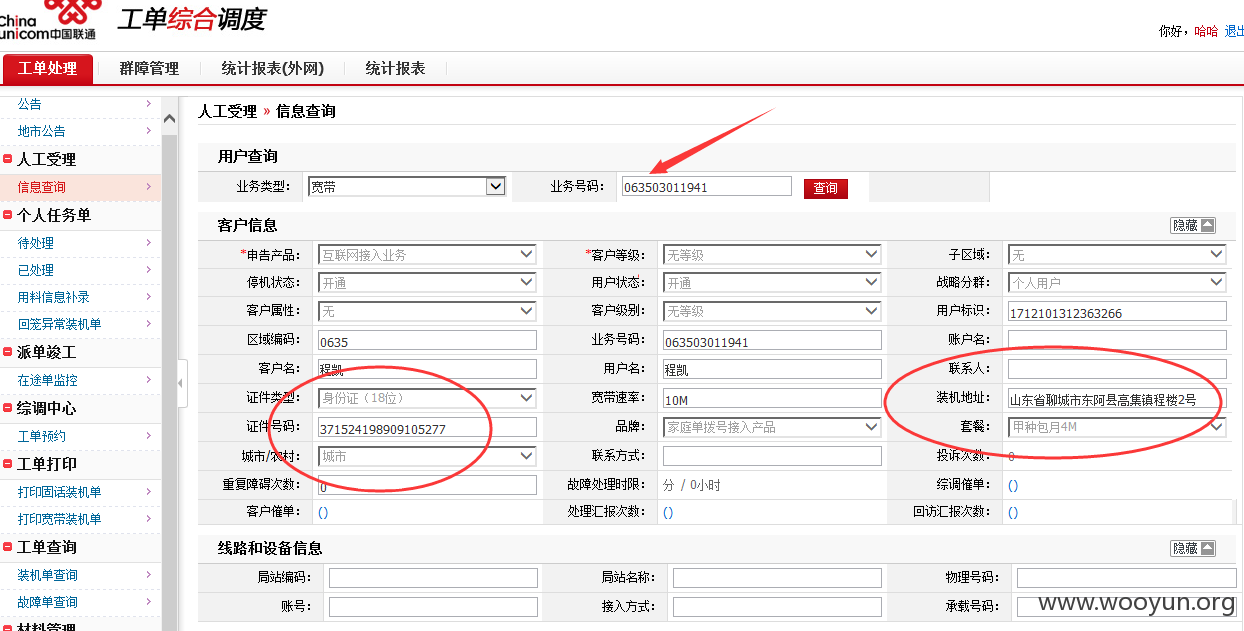 China
unicom中国联通
工单综合调度
你好，哈哈 退出
工单处理 群障管理 统计报表(外网) 统计报表
公告
地市公告
人工受理
信息查询
个人任务单
待处理
已处理
用料信息补录
回笼异常装机单
派单竣工
在途单监控
综调中心
工单预约
工单打印
打印固话装机单
打印宽带装机单
工单查询
装机单查询
故障单查询
材料管理
人工受理 » 信息查询
用户查询
业务类型： 宽带 业务号码： 063503011941 查询
客户信息 隐藏
*申告产品： 互联网接入业务 *客户等级： 无等级 子区域： 无
停机状态： 开通 用户状态： 开通 战略分群： 个人用户
客户属性： 无 客户级别： 无等级 用户标识： 1712101312363266
区域编码： 0635 业务号码： 063503011941 账户名：
客户名： 程凯 用户名： 程凯 联系人：
证件类型： 身份证（18位） 宽带速率： 10M 装机地址： 山东省聊城市东阿县高集镇程楼2号
证件号码： 371524198909105277 品牌： 家庭单拨号接入产品 套餐： 甲种包月4M
城市/农村： 城市 联系方式： 投诉次数： 0
重复障碍次数： 0 故障处理时限： 分 / 0小时 综调催单： ()
客户催单： () 处理汇报次数： () 回访汇报次数： ()
线路和设备信息 隐藏
局站编码： 局站名称： 物理号码：
账号： 接入方式： 承载号码：
www.wooyun.org